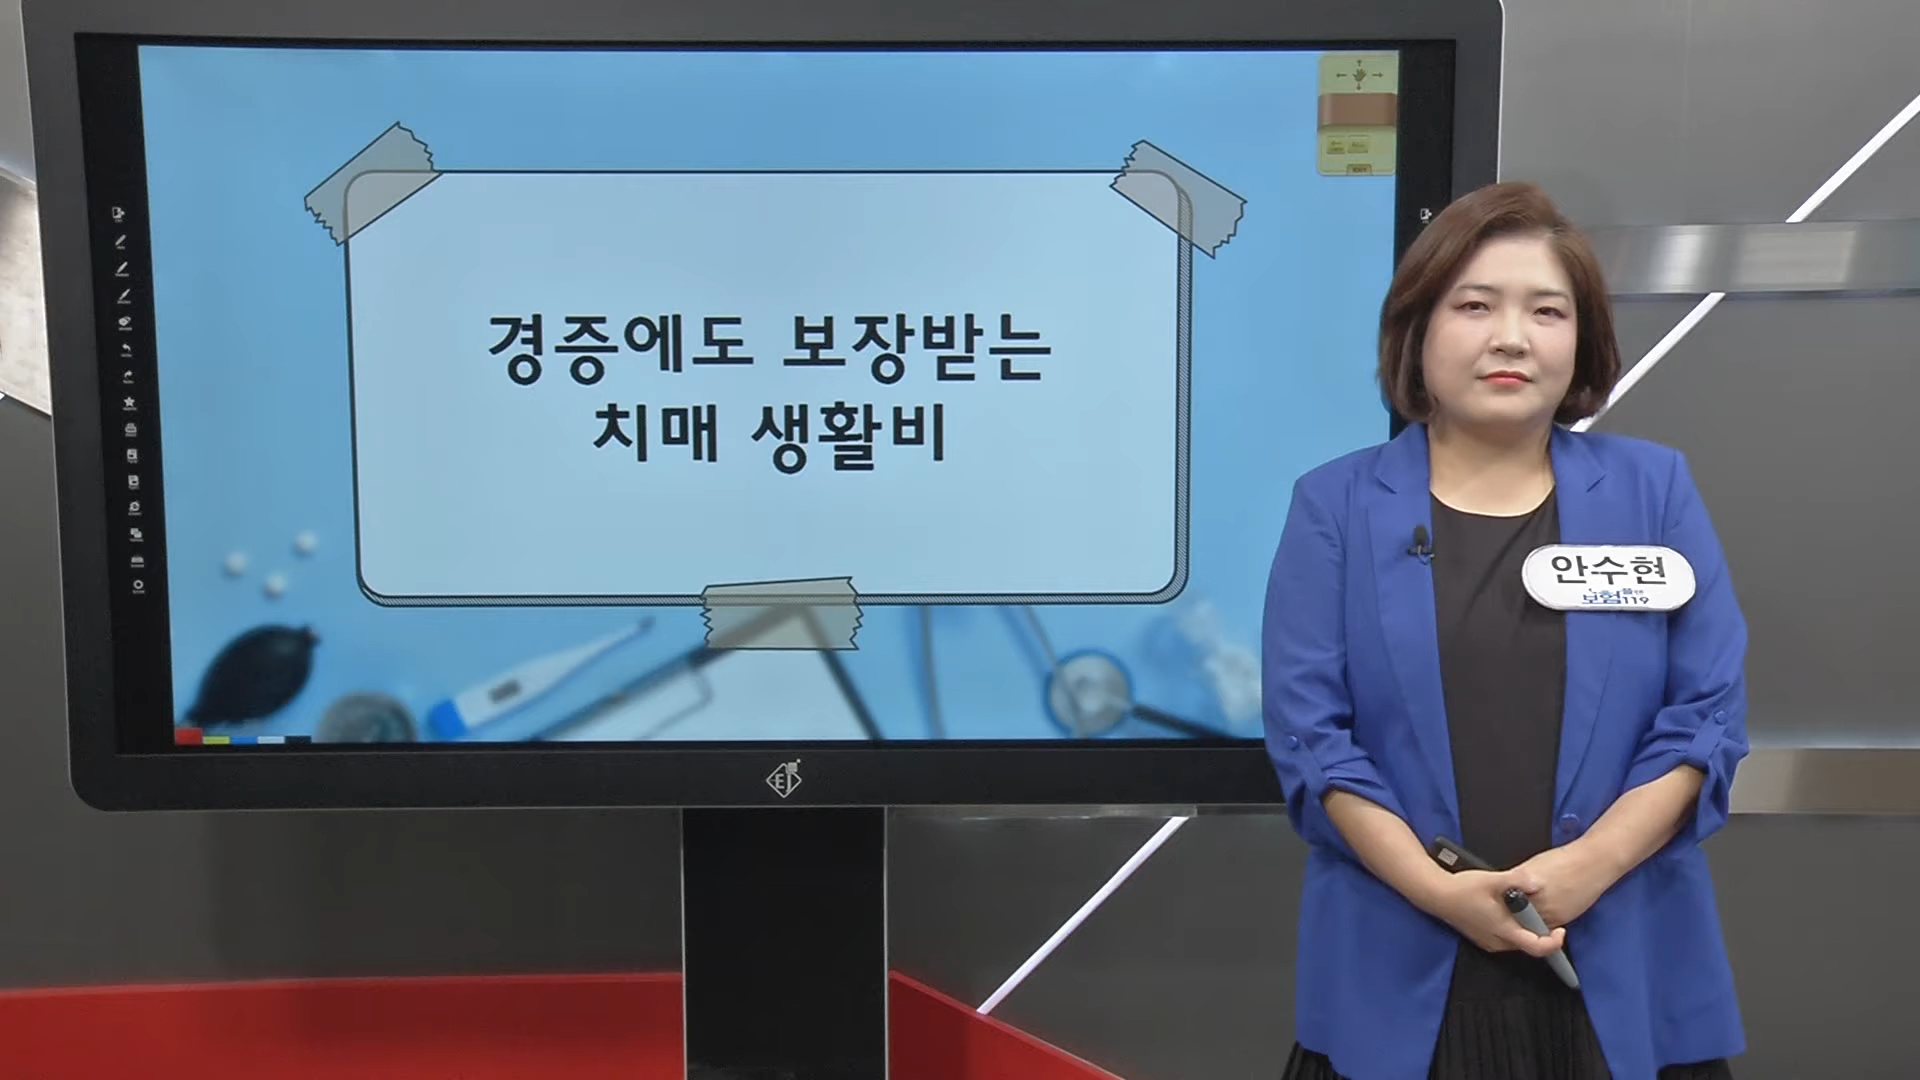 경증에도 보장받는
치매 생활비
안수현
보험119